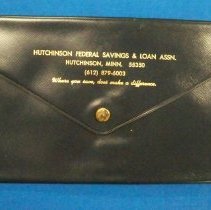 HUTCHINSON FEDERAL SAVINGS & LOAN ASSN.
HUTCHINSON, MINN. 55350
(612) 879-6003
Where you save, does make a difference.